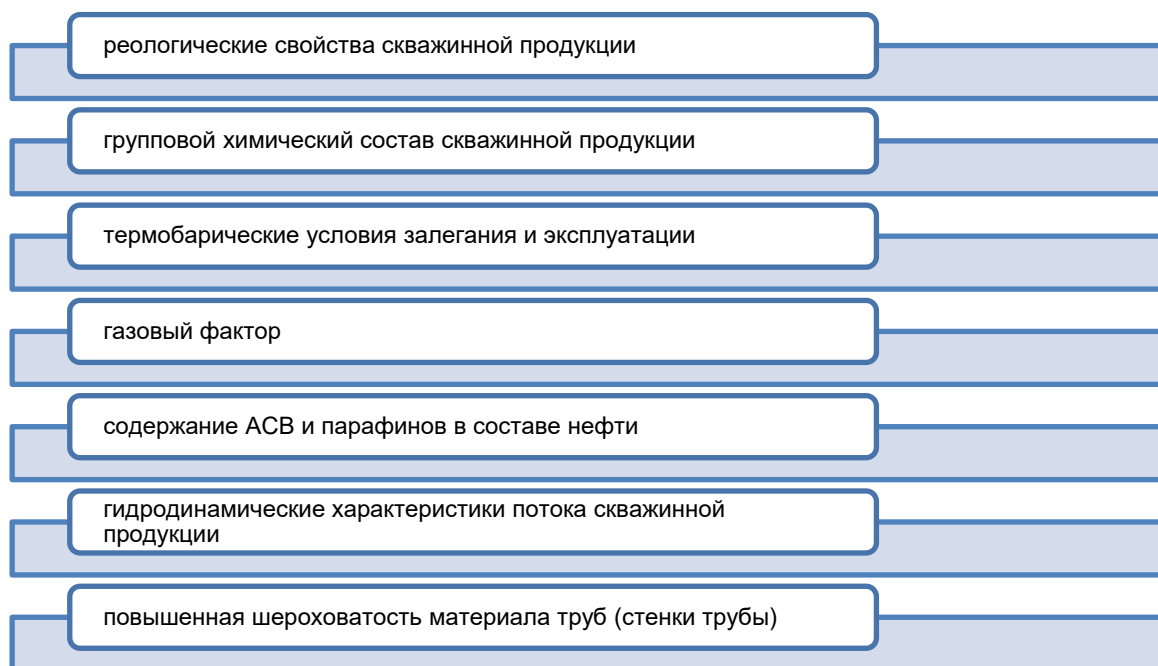 реологические свойства скважинной продукции
групповой химический состав скважинной продукции
термобарические условия залегания и эксплуатации
газовый фактор
содержание АСВ и парафинов в составе нефти
гидродинамические характеристики потока скважинной
продукции
повышенная шероховатость материала труб (стенки трубы)